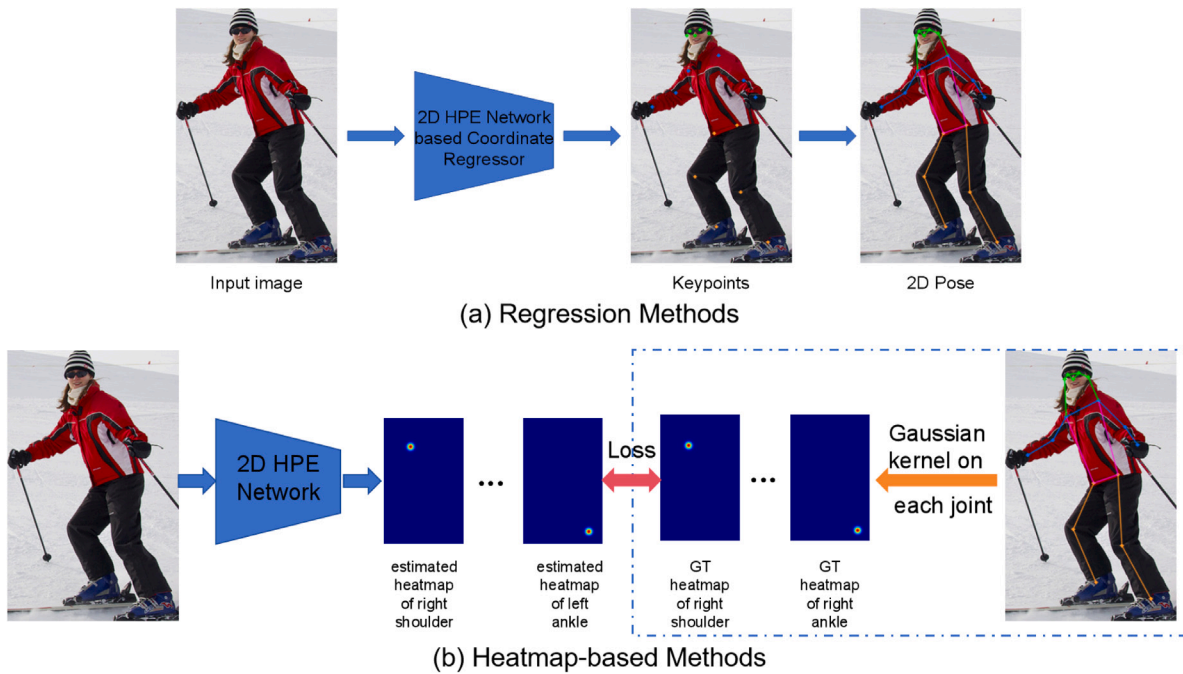 2D HPE Network
based Coordinate
Regressor
Input image
Keypoints
2D Pose
(a) Regression Methods
2D HPE
Network
...
Loss
...
Gaussian
kernel on
each joint
estimated
heatmap
of right
shoulder
estimated
heatmap
of left
ankle
GT
heatmap
of right
shoulder
GT
heatmap
of right
ankle
(b) Heatmap-based Methods